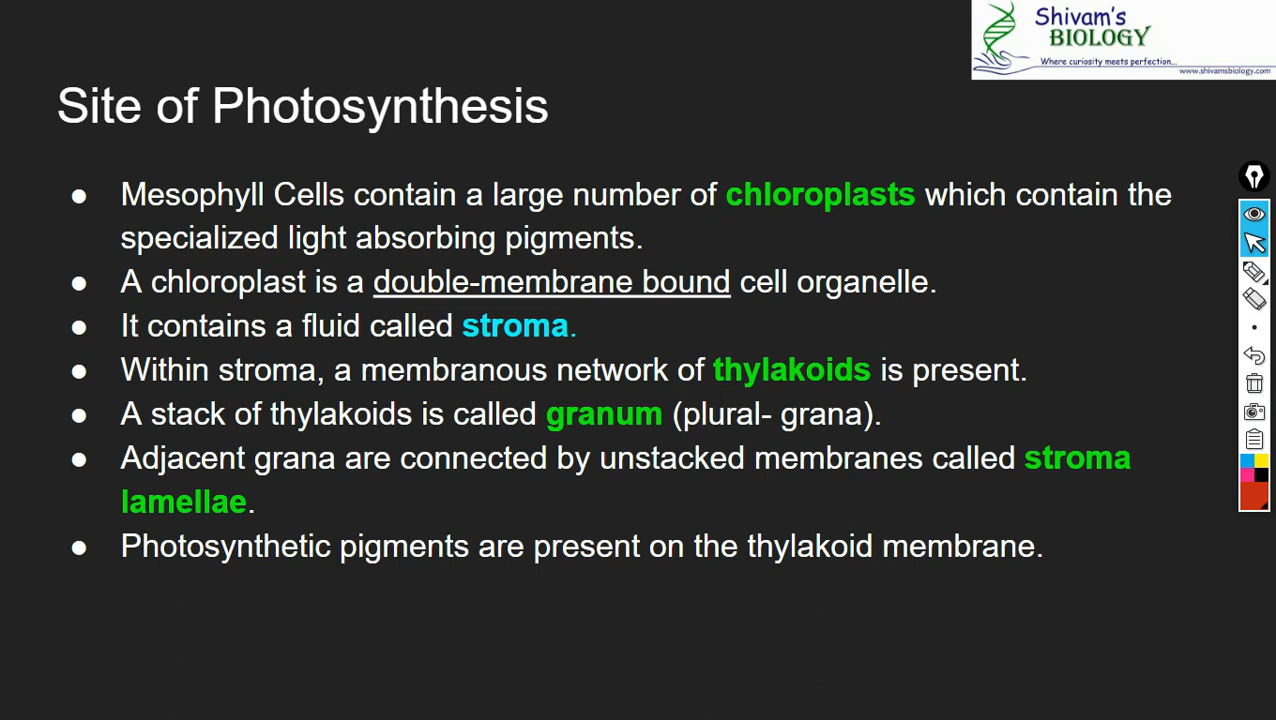 Shivam's
BIOLOGY
Where curiosity meets perfection...
www.shivamsbiology.com
Site of Photosynthesis
● Mesophyll Cells contain a large number of chloroplasts which contain the
specialized light absorbing pigments.
● A chloroplast is a double-membrane bound cell organelle.
● It contains a fluid called stroma.
● Within stroma, a membranous network of thylakoids is present.
● A stack of thylakoids is called granum (plural- grana).
● Adjacent grana are connected by unstacked membranes called stroma
lamellae.
● Photosynthetic pigments are present on the thylakoid membrane.